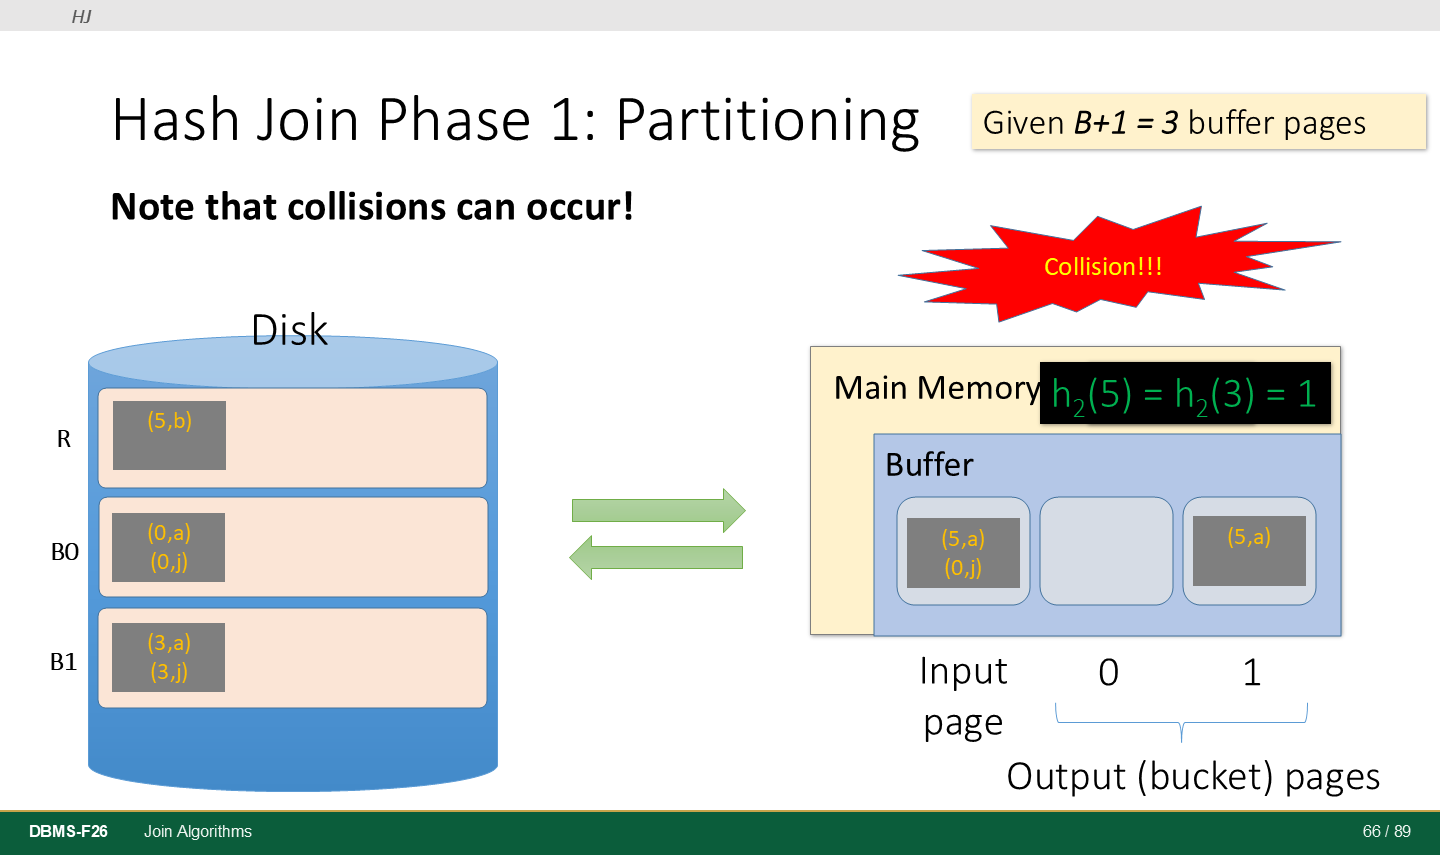 HJ
Hash Join Phase 1: Partitioning
Given B+1 = 3 buffer pages
Note that collisions can occur!
Collision!!!
Disk
Main Memory
h2(5) = h2(3) = 1
R
(5,b)
Buffer
B0
(0,a)
(0,j)
(5,a)
(0,j)
(5,a)
B1
(3,a)
(3,j)
Input
page
0
1
Output (bucket) pages
DBMS-F26
Join Algorithms
66 / 89